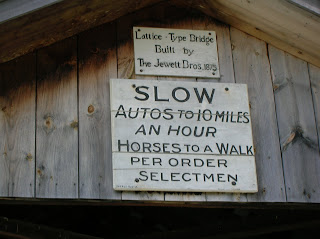 Lattice-Type Bridge
Built by
The Jewett Bros. 1875
SLOW
AUTOS TO 10 MILES
AN HOUR
HORSES TO A WALK
PER ORDER
SELECTMEN